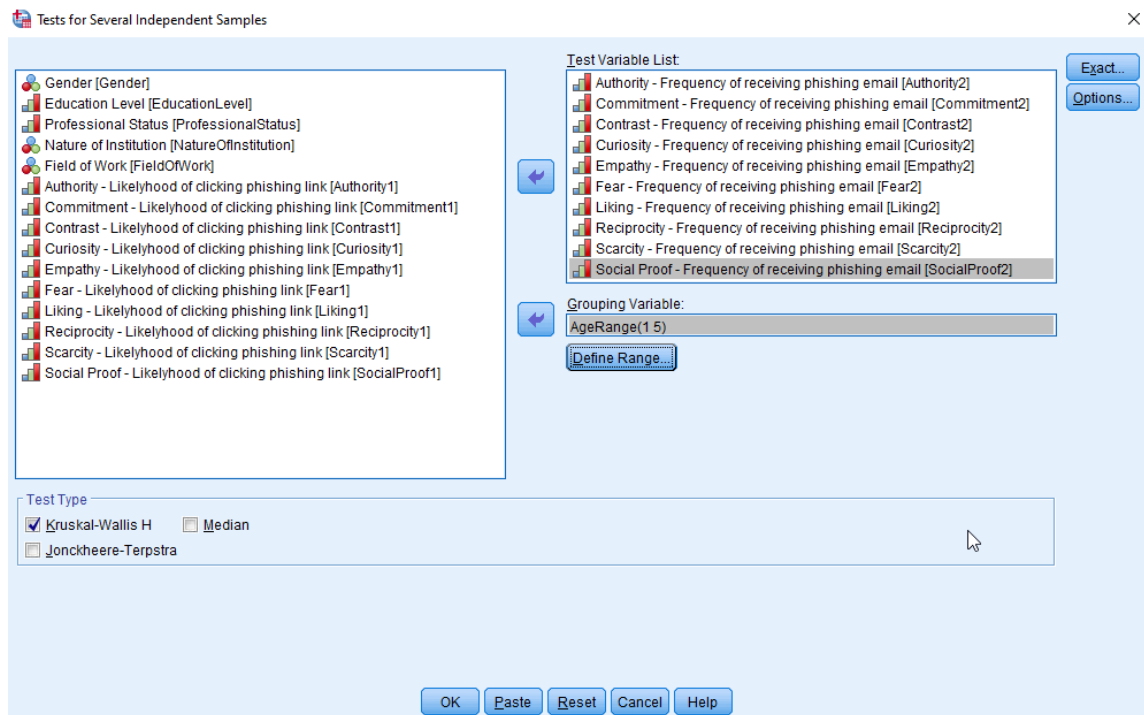 Tests for Several Independent Samples
Gender [Gender]
Education Level [EducationLevel]
Professional Status [ProfessionalStatus]
Nature of Institution [NatureOfInstitution]
Field of Work [FieldOfWork]
Authority - Likelyhood of clicking phishing link [Authority1]
Commitment - Likelyhood of clicking phishing link [Commitment1]
Contrast - Likelyhood of clicking phishing link [Contrast1]
Curiosity - Likelyhood of clicking phishing link [Curiosity1]
Empathy - Likelyhood of clicking phishing link [Empathy1]
Fear - Likelyhood of clicking phishing link [Fear1]
Liking - Likelyhood of clicking phishing link [Liking1]
Reciprocity - Likelyhood of clicking phishing link [Reciprocity1]
Scarcity - Likelyhood of clicking phishing link [Scarcity1]
Social Proof - Likelyhood of clicking phishing link [SocialProof1]
Test Variable List:
Authority - Frequency of receiving phishing email [Authority2]
Commitment - Frequency of receiving phishing email [Commitment2]
Contrast - Frequency of receiving phishing email [Contrast2]
Curiosity - Frequency of receiving phishing email [Curiosity2]
Empathy - Frequency of receiving phishing email [Empathy2]
Fear - Frequency of receiving phishing email [Fear2]
Liking - Frequency of receiving phishing email [Liking2]
Reciprocity - Frequency of receiving phishing email [Reciprocity2]
Scarcity - Frequency of receiving phishing email [Scarcity2]
Social Proof - Frequency of receiving phishing email [SocialProof2]
Grouping Variable:
AgeRange(1 5)
Define Range...
Exact...
Options...
Test Type
Kruskal-Wallis H Median
Jonckheere-Terpstra
OK Paste Reset Cancel Help